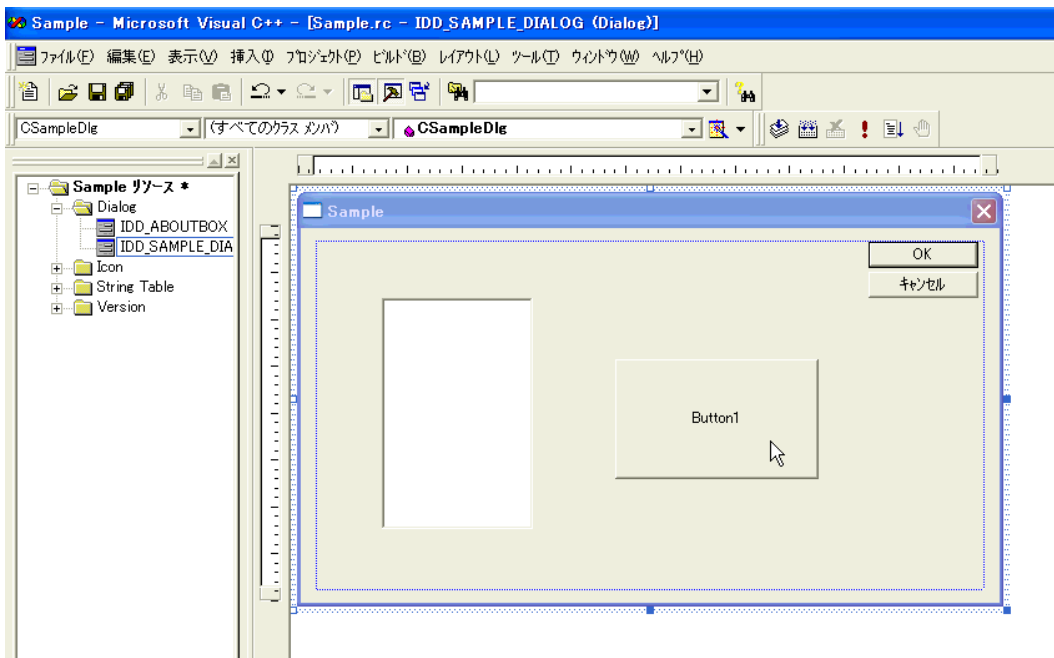 Sample - Microsoft Visual C++ - [Sample.rc - IDD_SAMPLE_DIALOG (Dialog)]
ﾌｧｲﾙ(F) 編集(E) 表示(V) 挿入(I) ﾌﾟﾛｼﾞｪｸﾄ(P) ﾋﾞﾙﾄﾞ(B) ﾚｲｱｳﾄ(L) ﾂｰﾙ(T) ｳｨﾝﾄﾞｳ(W) ﾍﾙﾌﾟ(H)
CSampleDlg (すべてのｸﾗｽ ﾒﾝﾊﾞ) CSampleDlg
Sample ﾘｿｰｽ *
Dialog
IDD_ABOUTBOX
IDD_SAMPLE_DIA
Icon
String Table
Version
Sample
OK
ｷｬﾝｾﾙ
Button1